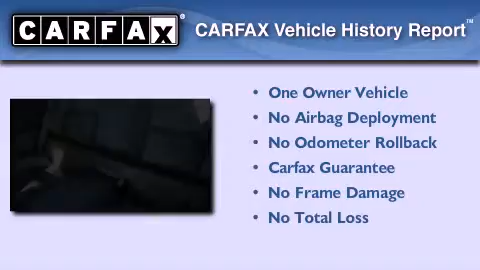 CARFAX® CARFAX Vehicle History Report™
• One Owner Vehicle
• No Airbag Deployment
• No Odometer Rollback
• Carfax Guarantee
• No Frame Damage
• No Total Loss